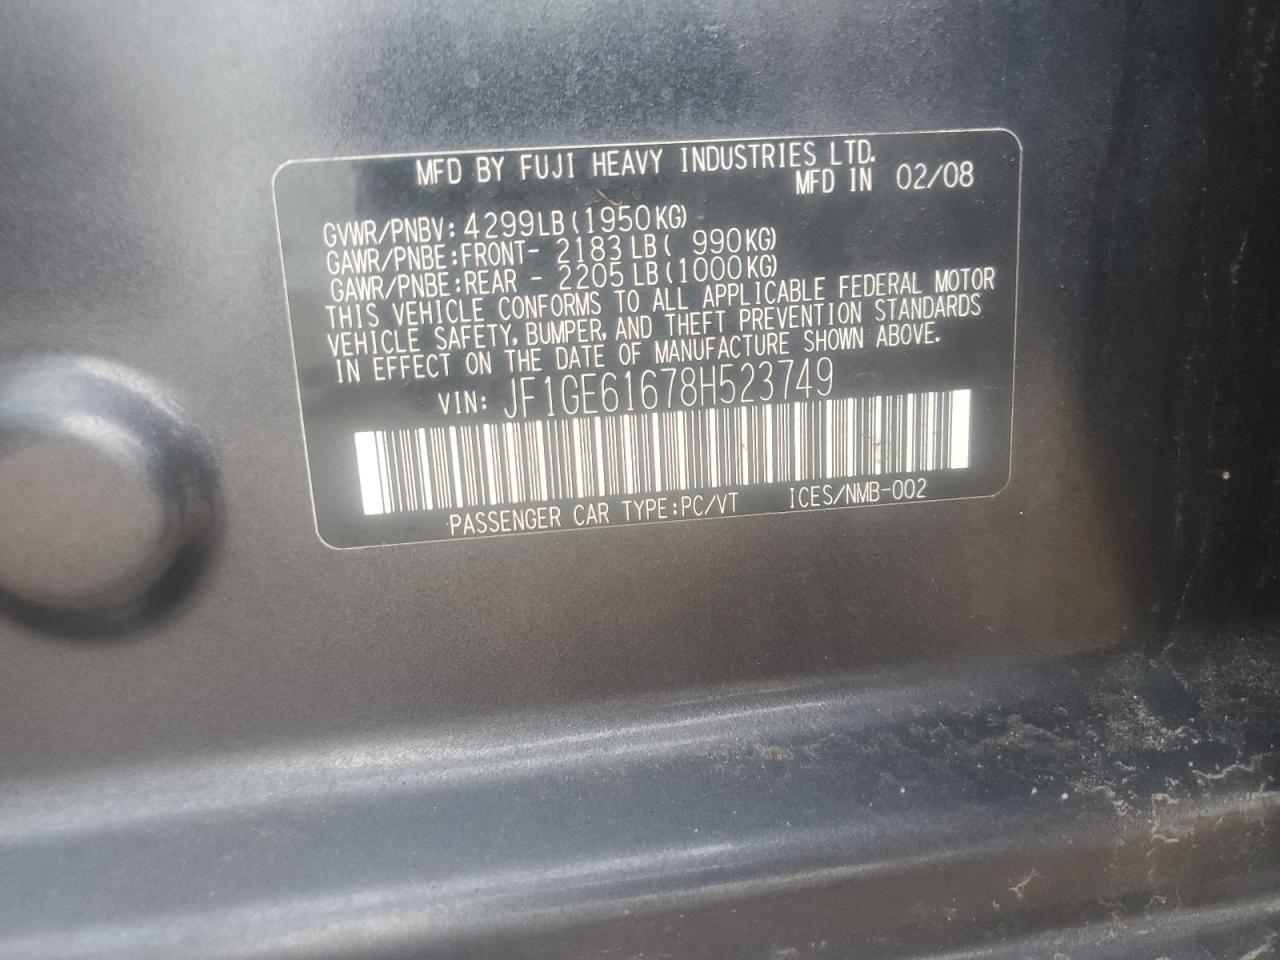 MFD BY FUJI HEAVY INDUSTRIES LTD.
MFD IN 02/08
GVWR/PNBV: 4299LB (1950KG)
GAWR/PNBE:FRONT- 2183 LB ( 990KG)
GAWR/PNBE:REAR - 2205 LB (1000KG)
THIS VEHICLE CONFORMS TO ALL APPLICABLE FEDERAL MOTOR
VEHICLE SAFETY, BUMPER, AND THEFT PREVENTION STANDARDS
IN EFFECT ON THE DATE OF MANUFACTURE SHOWN ABOVE.
VIN: JF1GE61678H523749
PASSENGER CAR TYPE:PC/VT ICES/NMB-002